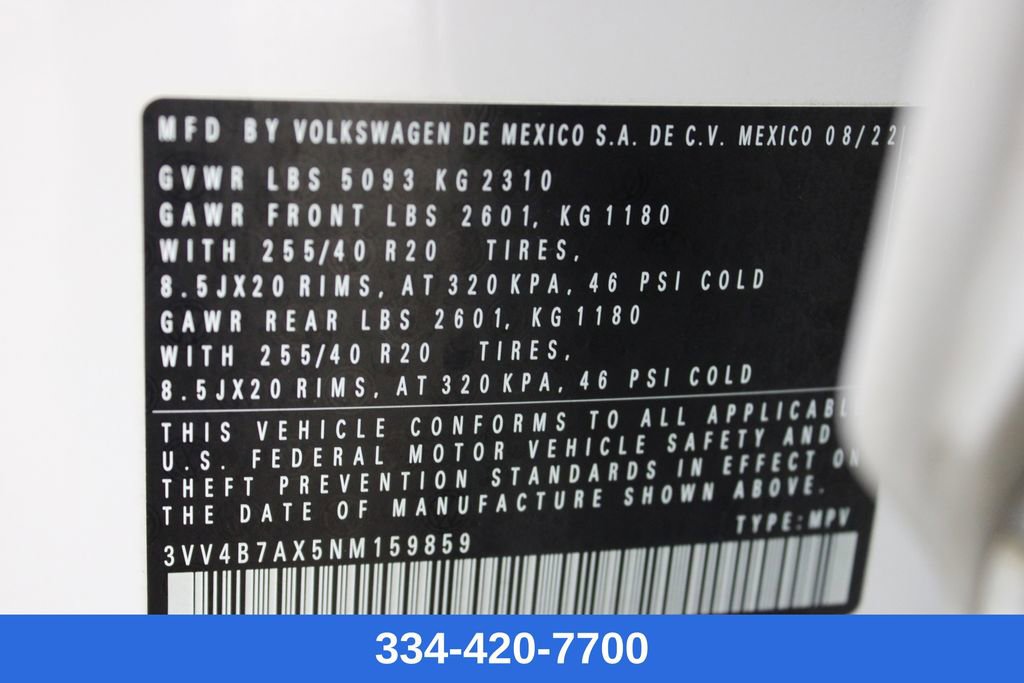 MFD BY VOLKSWAGEN DE MEXICO S.A. DE C.V. MEXICO 08/22
GVWR LBS 5093 KG 2310
GAWR FRONT LBS 2601, KG 1180
WITH 255/40 R20 TIRES,
8.5JX20 RIMS, AT 320 KPA, 46 PSI COLD
GAWR REAR LBS 2601, KG 1180
WITH 255/40 R20 TIRES,
8.5JX20 RIMS, AT 320 KPA, 46 PSI COLD
THIS VEHICLE CONFORMS TO ALL
U.S. FEDERAL MOTOR VEHICLE SAFETY AND
THEFT PREVENTION STANDARDS IN EFFECT ON
THE DATE OF MANUFACTURE SHOWN ABOVE.
TYPE: MPV
3VV4B7AX5NM159859
334-420-7700